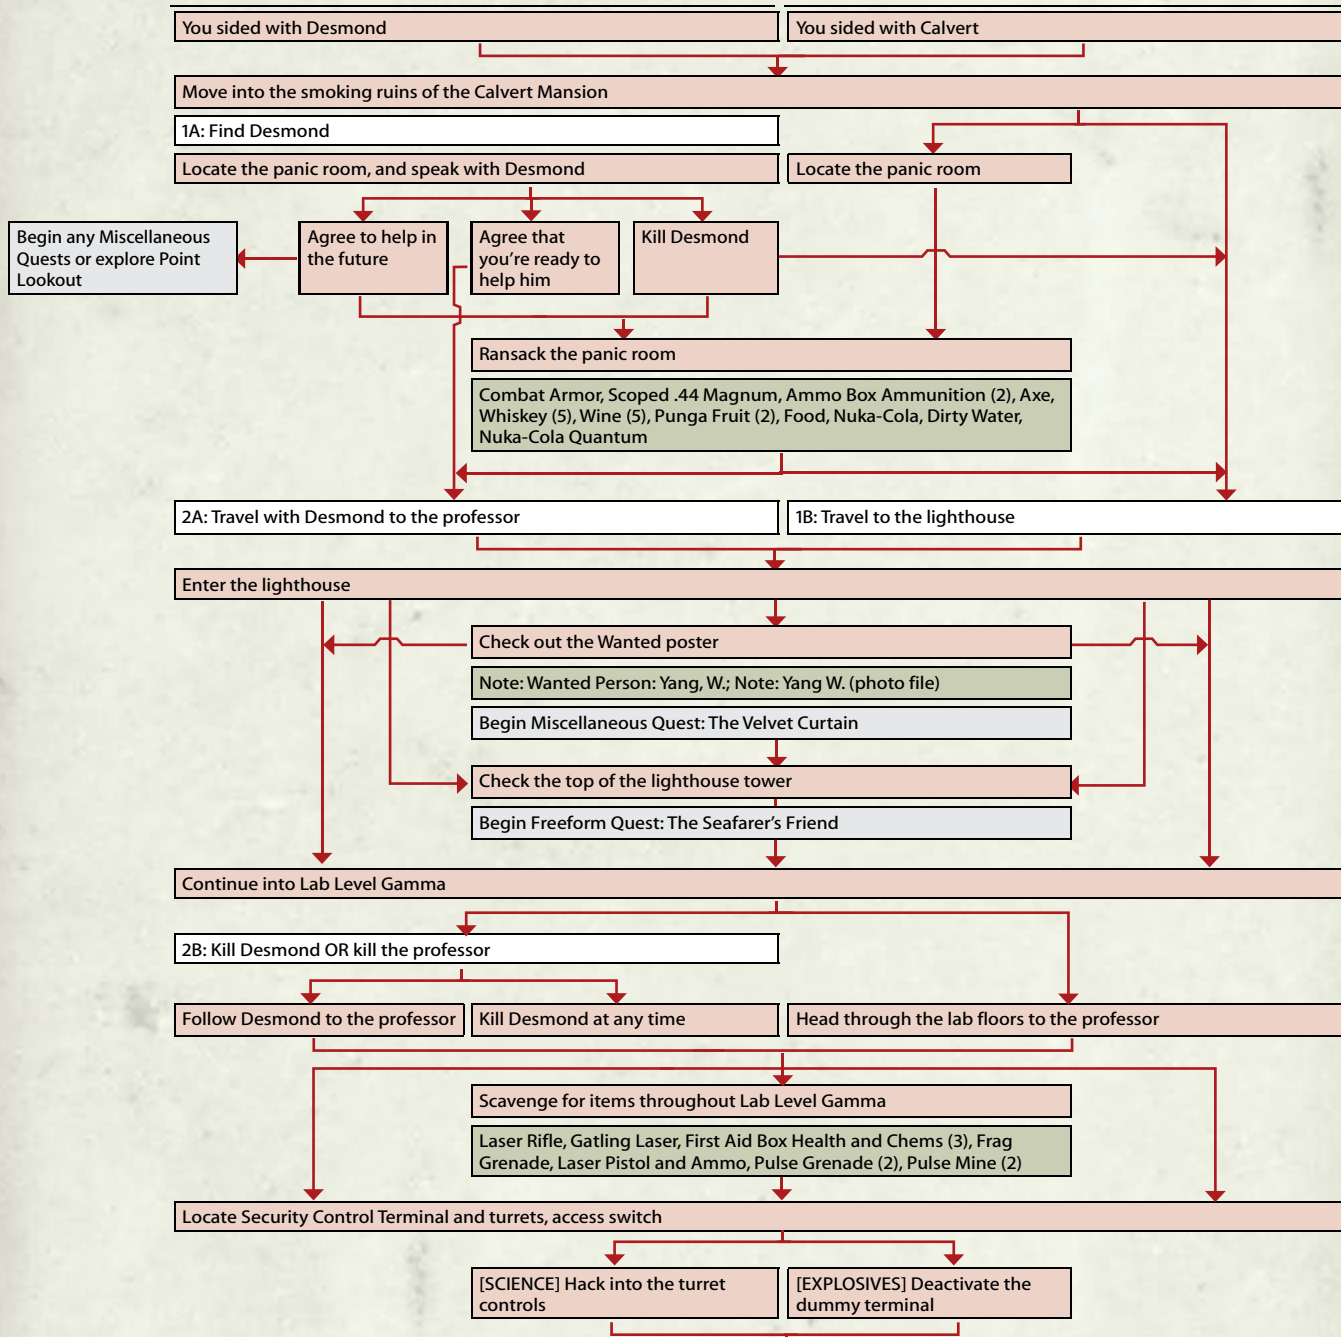 You sided with Desmond
You sided with Calvert
Move into the smoking ruins of the Calvert Mansion
1A: Find Desmond
Locate the panic room, and speak with Desmond
Locate the panic room
Begin any Miscellaneous
Quests or explore Point
Lookout
Agree to help in
the future
Agree that
you're ready to
help him
Kill Desmond
Ransack the panic room
Combat Armor, Scoped .44 Magnum, Ammo Box Ammunition (2), Axe,
Whiskey (5), Wine (5), Punga Fruit (2), Food, Nuka-Cola, Dirty Water,
Nuka-Cola Quantum
2A: Travel with Desmond to the professor
1B: Travel to the lighthouse
Enter the lighthouse
Check out the Wanted poster
Note: Wanted Person: Yang, W.; Note: Yang W. (photo file)
Begin Miscellaneous Quest: The Velvet Curtain
Check the top of the lighthouse tower
Begin Freeform Quest: The Seafarer's Friend
Continue into Lab Level Gamma
2B: Kill Desmond OR kill the professor
Follow Desmond to the professor
Kill Desmond at any time
Head through the lab floors to the professor
Scavenge for items throughout Lab Level Gamma
Laser Rifle, Gatling Laser, First Aid Box Health and Chems (3), Frag
Grenade, Laser Pistol and Ammo, Pulse Grenade (2), Pulse Mine (2)
Locate Security Control Terminal and turrets, access switch
[SCIENCE] Hack into the turret
controls
[EXPLOSIVES] Deactivate the
dummy terminal